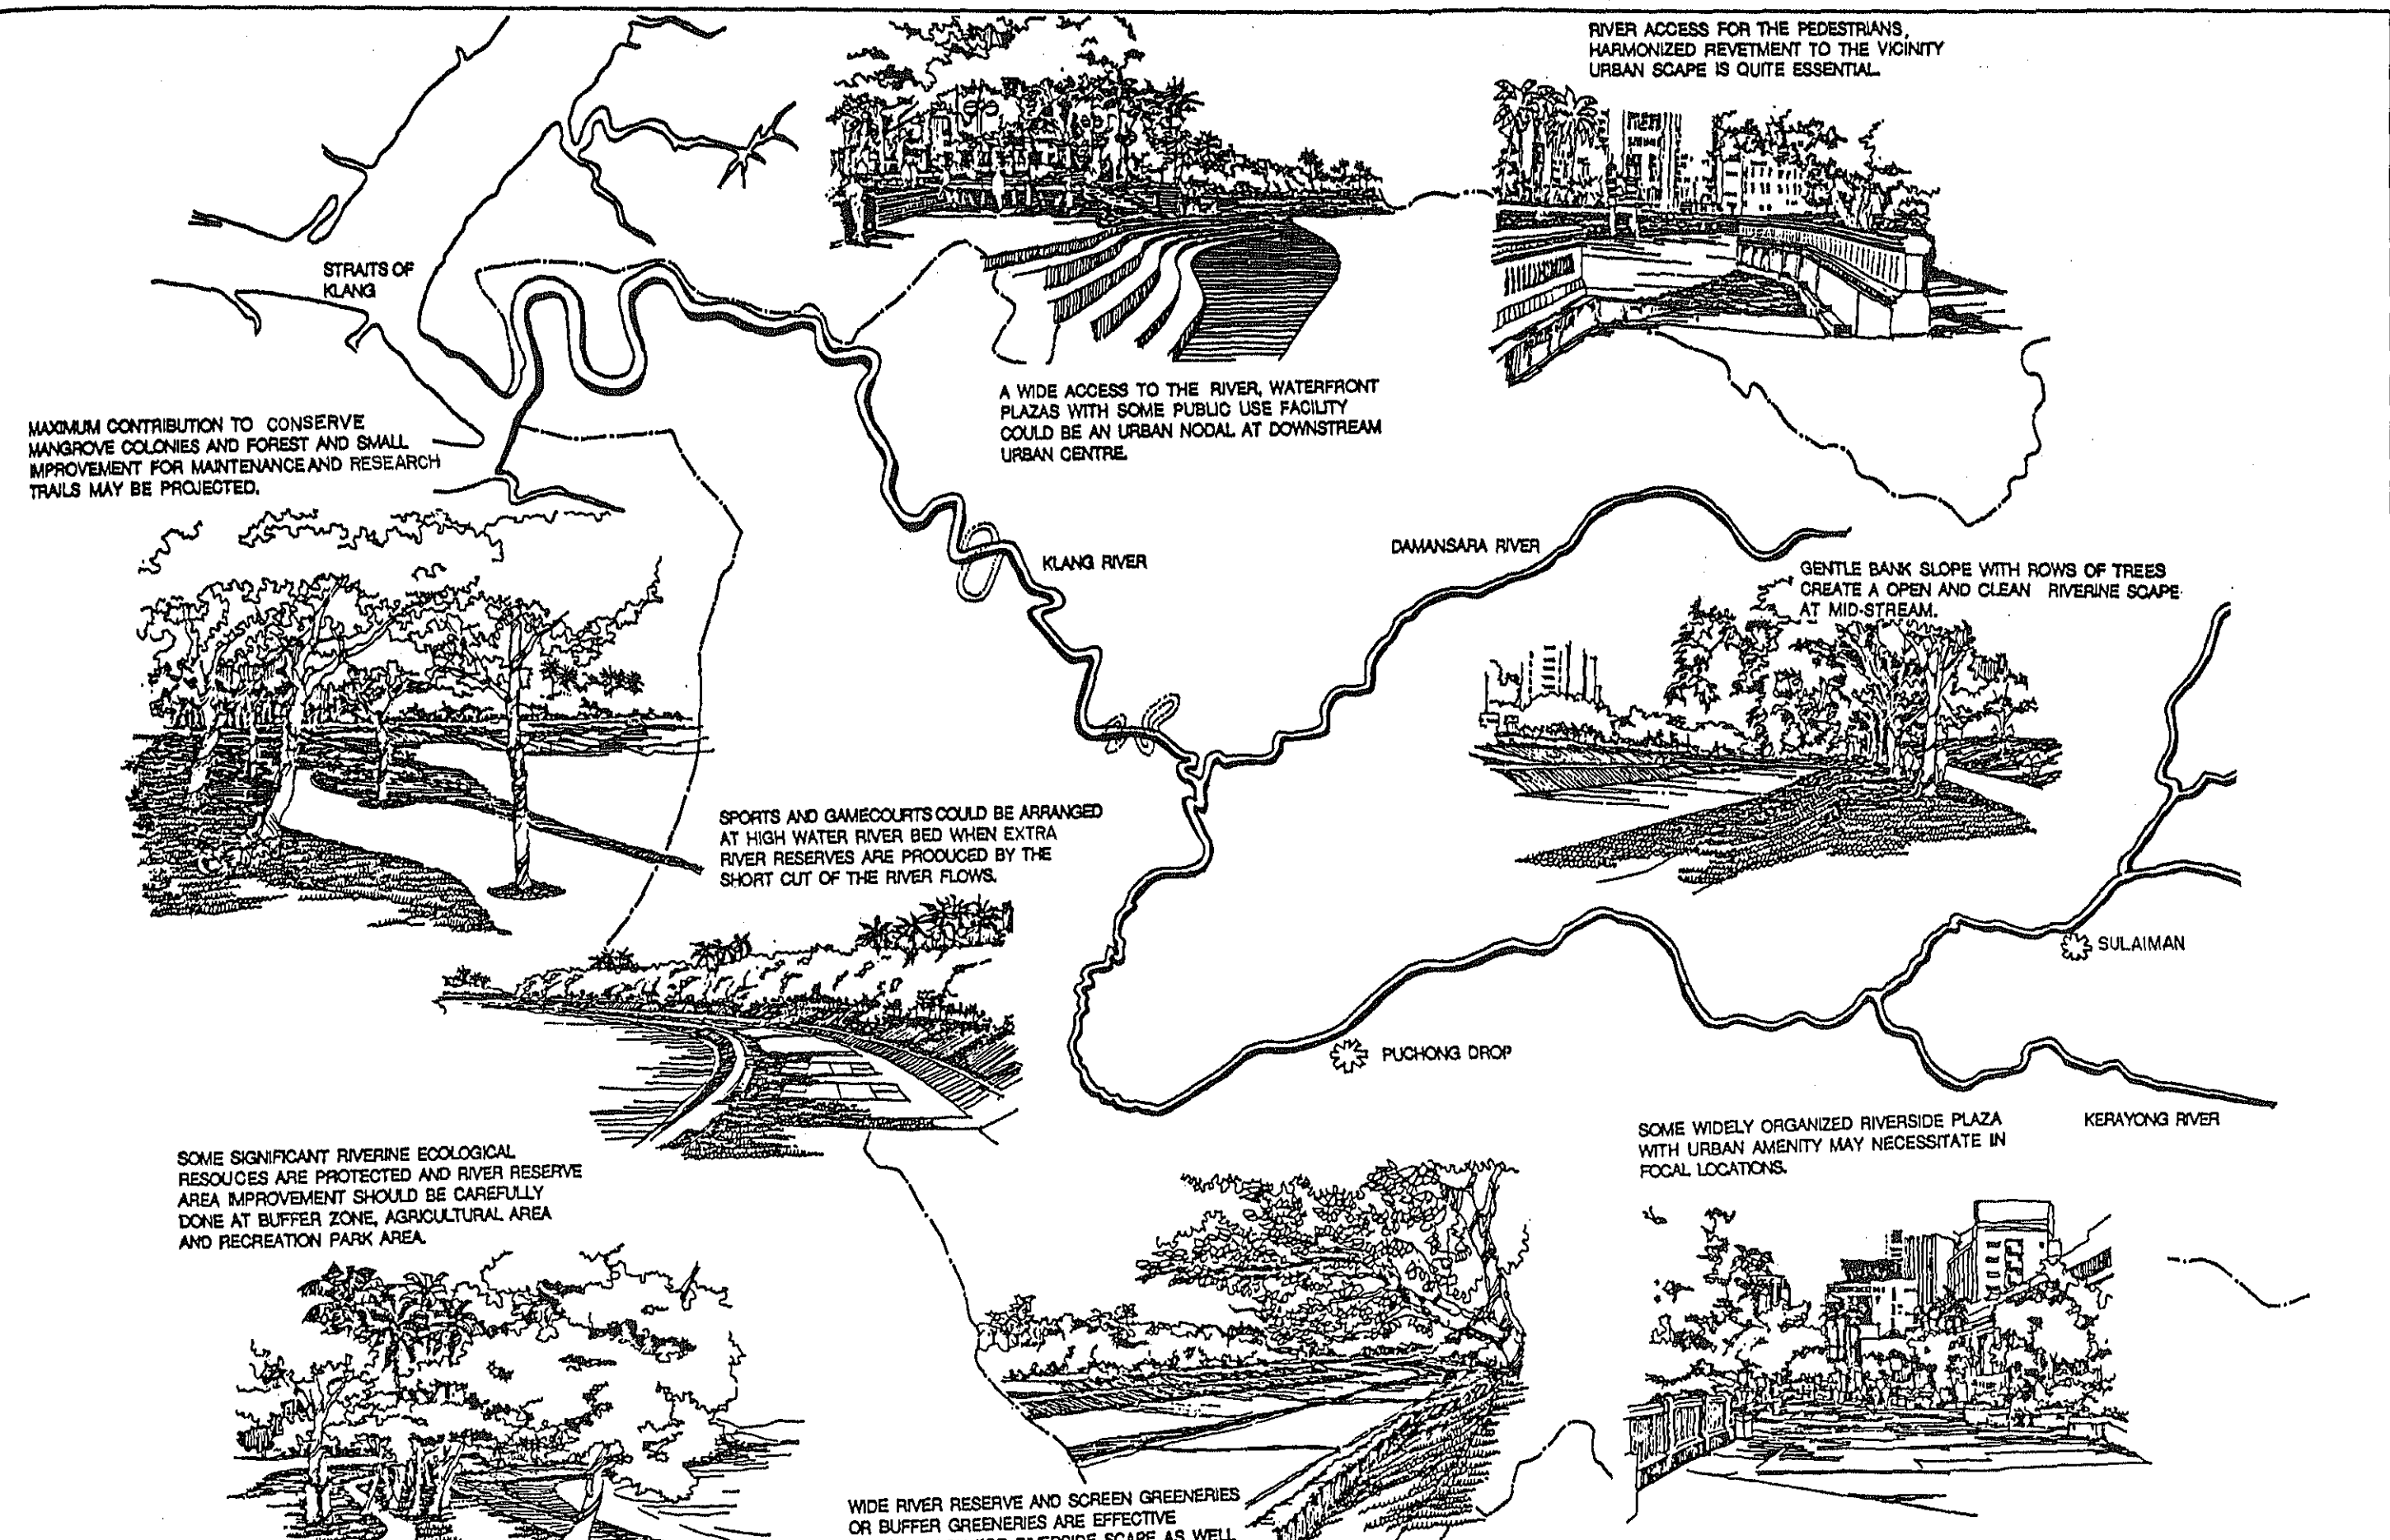 RIVER ACCESS FOR THE PEDESTRIANS,
HARMONIZED REVETMENT TO THE VICINITY
URBAN SCAPE IS QUITE ESSENTIAL.
STRAITS OF
KLANG
A WIDE ACCESS TO THE RIVER, WATERFRONT
PLAZAS WITH SOME PUBLIC USE FACILITY
COULD BE AN URBAN NODAL AT DOWNSTREAM
URBAN CENTRE.
MAXIMUM CONTRIBUTION TO CONSERVE
MANGROVE COLONIES AND FOREST AND SMALL
IMPROVEMENT FOR MAINTENANCE AND RESEARCH
TRAILS MAY BE PROJECTED.
KLANG RIVER
DAMANSARA RIVER
GENTLE BANK SLOPE WITH ROWS OF TREES
CREATE A OPEN AND CLEAN RIVERINE SCAPE
AT MID-STREAM.
SPORTS AND GAMECOURTS COULD BE ARRANGED
AT HIGH WATER RIVER BED WHEN EXTRA
RIVER RESERVES ARE PRODUCED BY THE
SHORT CUT OF THE RIVER FLOWS.
SULAIMAN
PUCHONG DROP
KERAYONG RIVER
SOME WIDELY ORGANIZED RIVERSIDE PLAZA
WITH URBAN AMENITY MAY NECESSITATE IN
FOCAL LOCATIONS.
SOME SIGNIFICANT RIVERINE ECOLOGICAL
RESOUCES ARE PROTECTED AND RIVER RESERVE
AREA IMPROVEMENT SHOULD BE CAREFULLY
DONE AT BUFFER ZONE, AGRICULTURAL AREA
AND RECREATION PARK AREA.
WIDE RIVER RESERVE AND SCREEN GREENERIES
OR BUFFER GREENERIES ARE EFFECTIVE
RIVERSIDE SCAPE AS WELL